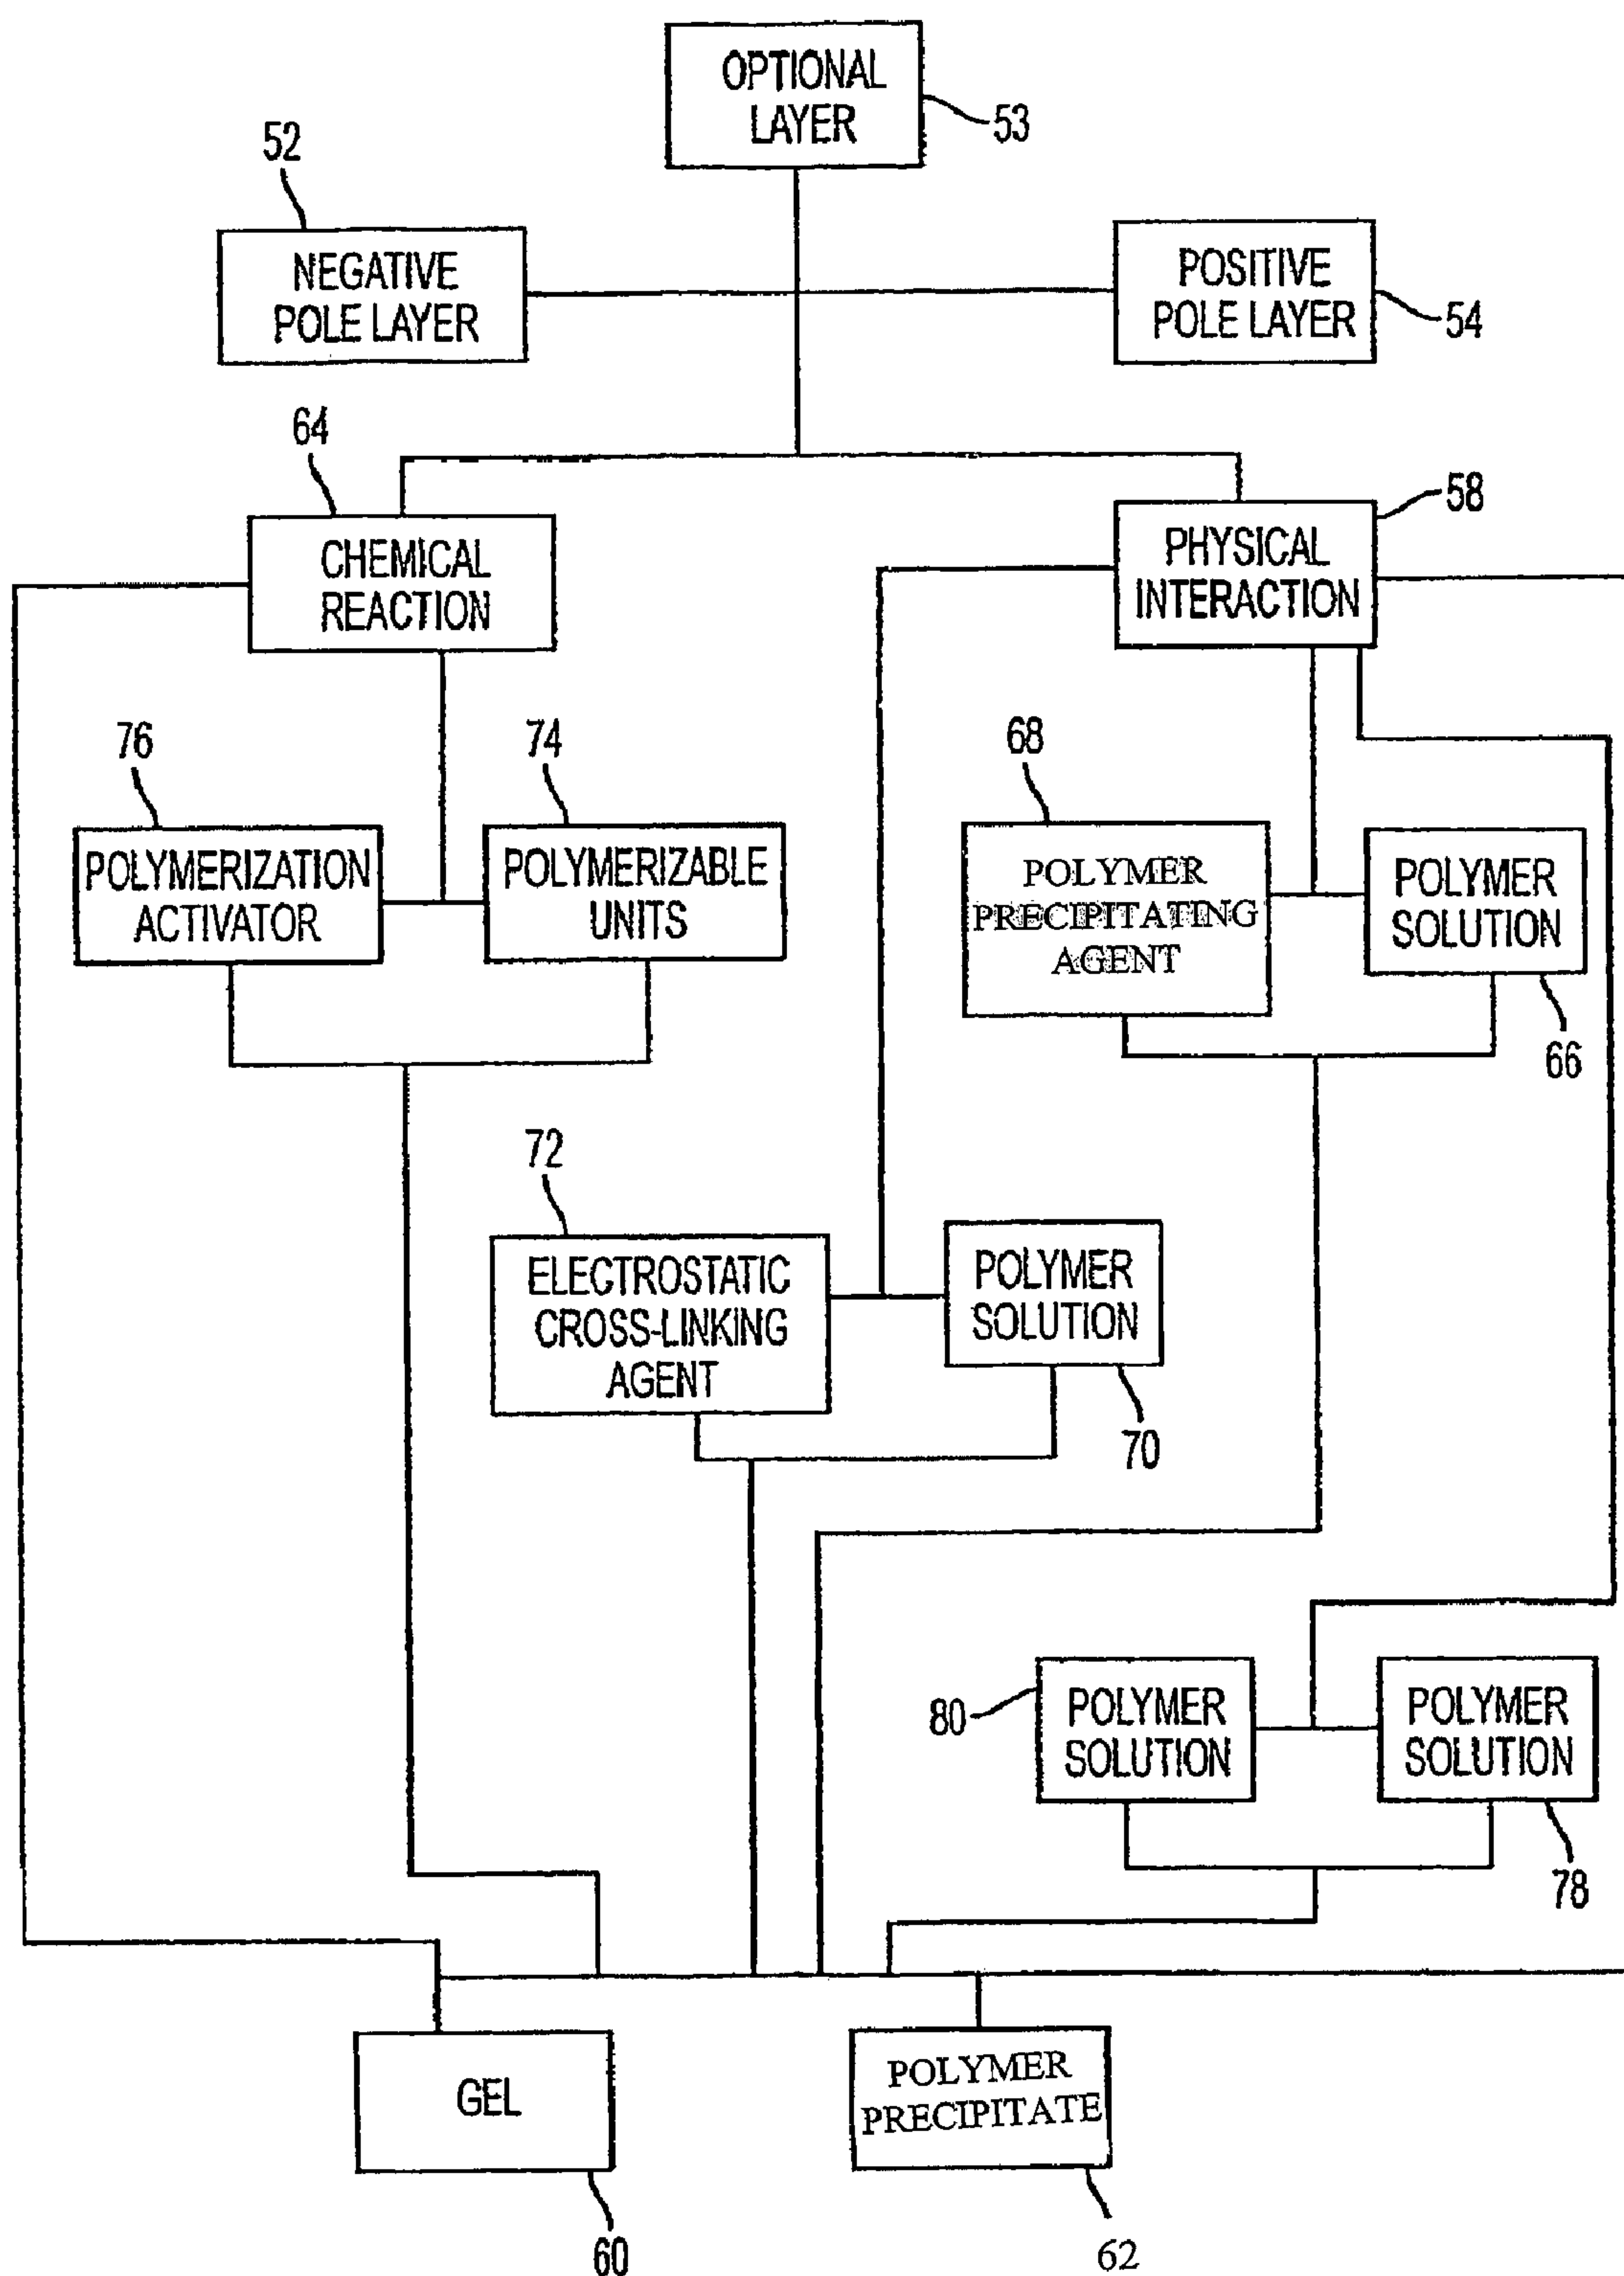 OPTIONAL
LAYER
53
52
NEGATIVE
POLE LAYER
POSITIVE
POLE LAYER
54
64
CHEMICAL
REACTION
58
PHYSICAL
INTERACTION
76
POLYMERIZATION
ACTIVATOR
74
POLYMERIZABLE
UNITS
68
POLYMER
PRECIPITATING
AGENT
POLYMER
SOLUTION
66
72
ELECTROSTATIC
CROSS-LINKING
AGENT
POLYMER
SOLUTION
70
80
POLYMER
SOLUTION
POLYMER
SOLUTION
78
GEL
60
POLYMER
PRECIPITATE
62